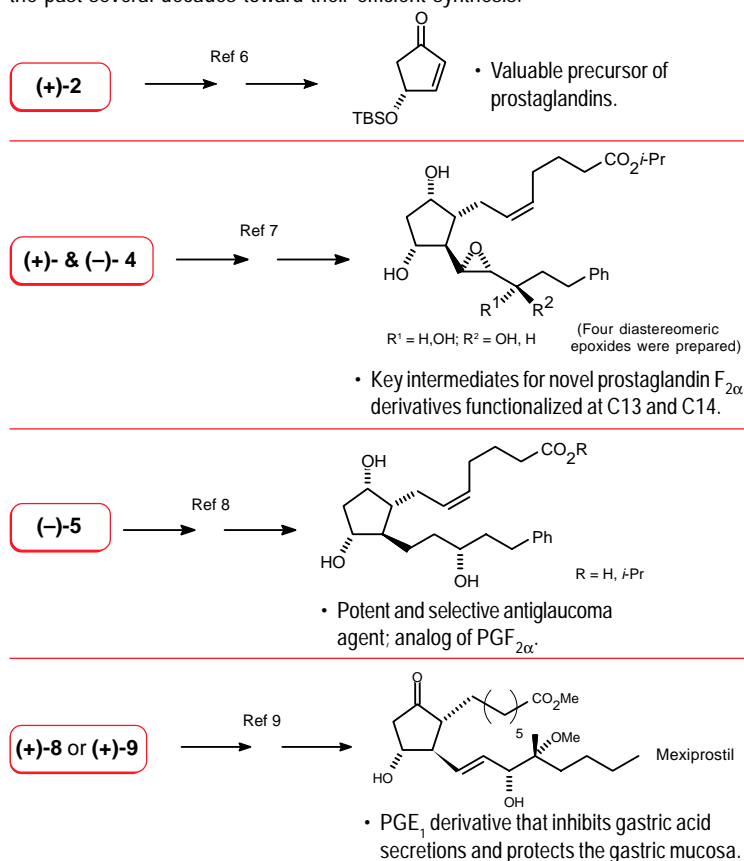 the past several decades toward their efficient synthesis.
(+)-2
Ref 6
O
TBSO
• Valuable precursor of
prostaglandins.
(+)- & (–)- 4
Ref 7
OH
CO2i-Pr
O
HO
Ph
R1
R2
R1 = H,OH; R2 = OH, H
(Four diastereomeric
epoxides were prepared)
• Key intermediates for novel prostaglandin F2α
derivatives functionalized at C13 and C14.
(–)-5
Ref 8
OH
CO2R
Ph
HO
OH
R = H, i-Pr
• Potent and selective antiglaucoma
agent; analog of PGF2α.
(+)-8 or (+)-9
Ref 9
O
CO2Me
5
OMe
Mexiprostil
HO
OH
• PGE1 derivative that inhibits gastric acid
secretions and protects the gastric mucosa.